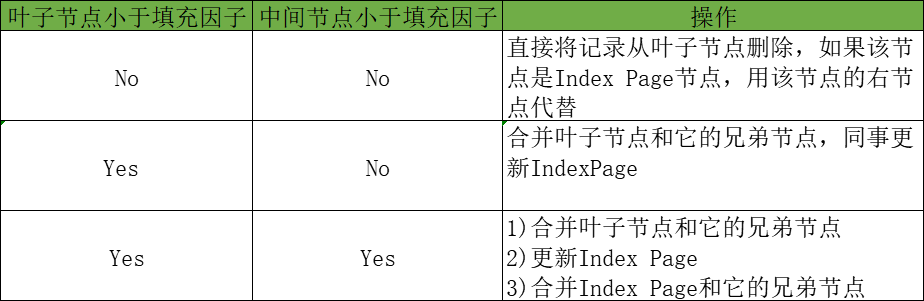 叶子节点小于填充因子 中间节点小于填充因子 操作
No No 直接将记录从叶子节点删除，如果该节
点是Index Page节点，用该节点的右节
点代替
Yes No 合并叶子节点和它的兄弟节点，同事更
新IndexPage
Yes Yes 1)合并叶子节点和它的兄弟节点
2)更新Index Page
3)合并Index Page和它的兄弟节点